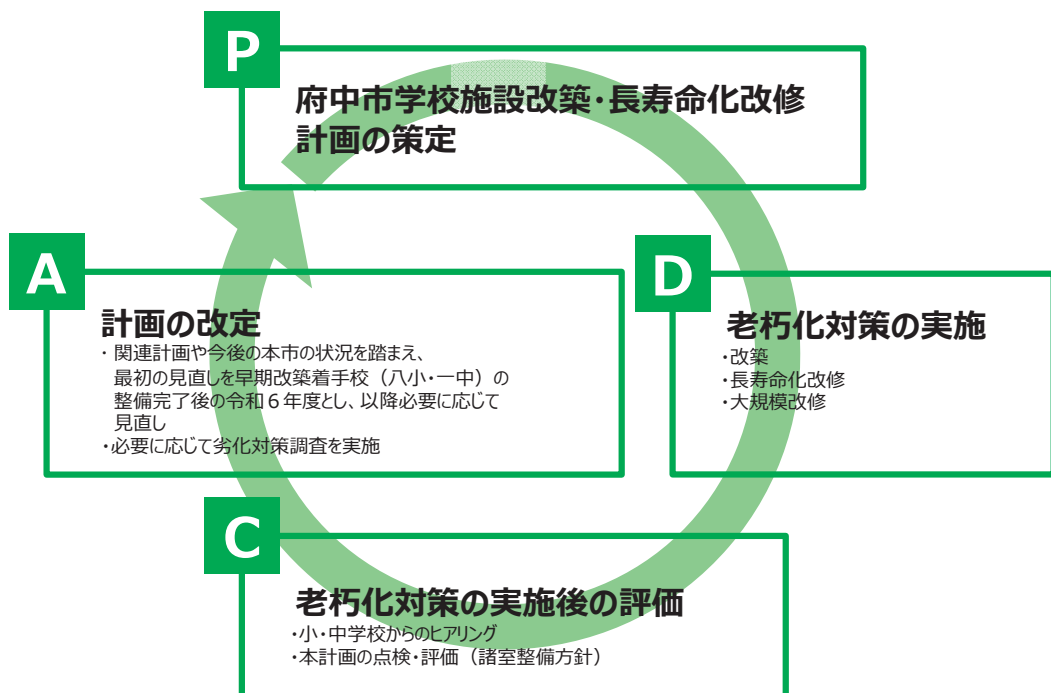 P
府中市学校施設改築・長寿命化改修
計画の策定
D
老朽化対策の実施
・改築
・長寿命化改修
・大規模改修
C
老朽化対策の実施後の評価
・小・中学校からのヒアリング
・本計画の点検・評価（諸室整備方針）
A
計画の改定
・関連計画や今後の本市の状況を踏まえ、
最初の見直しを早期改築着手校（八小・一中）の
整備完了後の令和６年度とし、以降必要に応じて
見直し
・必要に応じて劣化対策調査を実施